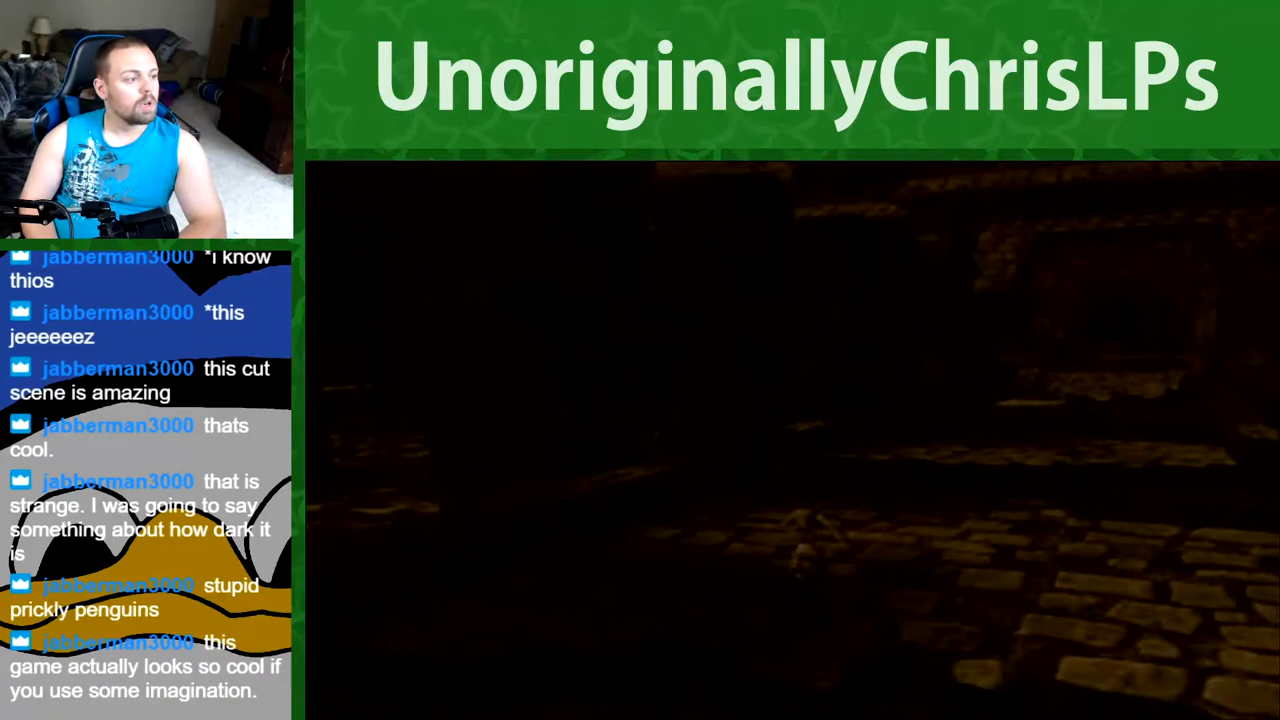 UnoriginallyChrisLPs
jabberman3000 *i know
thios
jabberman3000 *this
jeeeeeez
jabberman3000 this cut
scene is amazing
jabberman3000 thats
cool.
jabberman3000 that is
strange. I was going to say
something about how dark it
is
jabberman3000 stupid
prickly penguins
jabberman3000 this
game actually looks so cool if
you use some imagination.